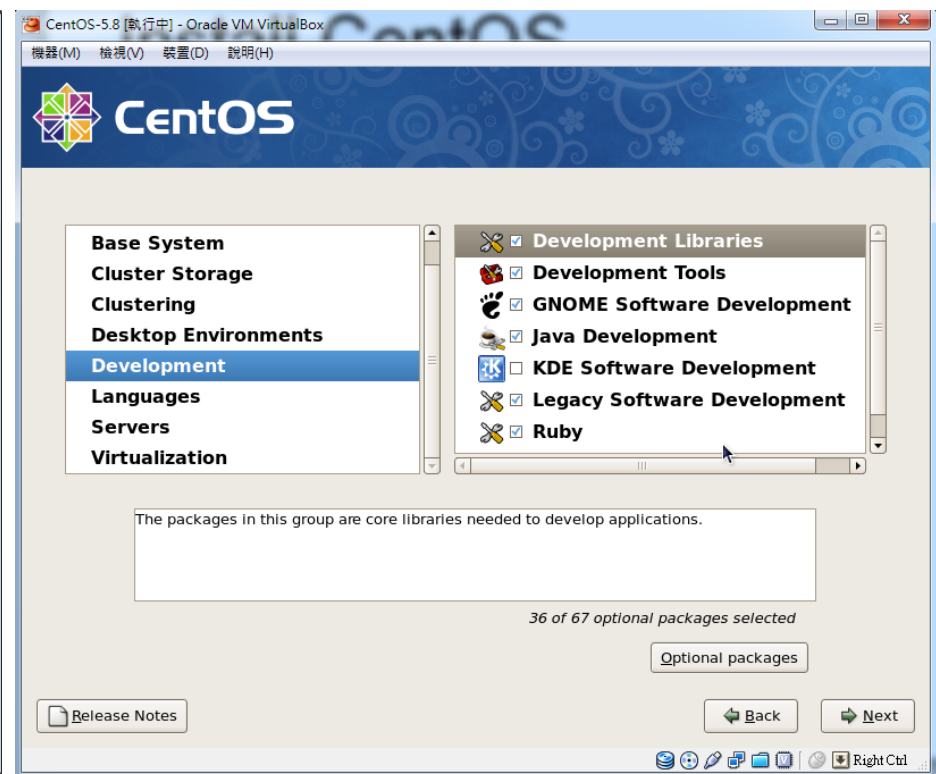 CentOS-5.8 [執行中] - Oracle VM VirtualBox
機器(M) 檢視(V) 裝置(D) 說明(H)
CentOS
Base System
Cluster Storage
Clustering
Desktop Environments
Development
Languages
Servers
Virtualization
Development Libraries
Development Tools
GNOME Software Development
Java Development
KDE Software Development
Legacy Software Development
Ruby
The packages in this group are core libraries needed to develop applications.
36 of 67 optional packages selected
Optional packages
Release Notes
Back
Next
Right Ctrl